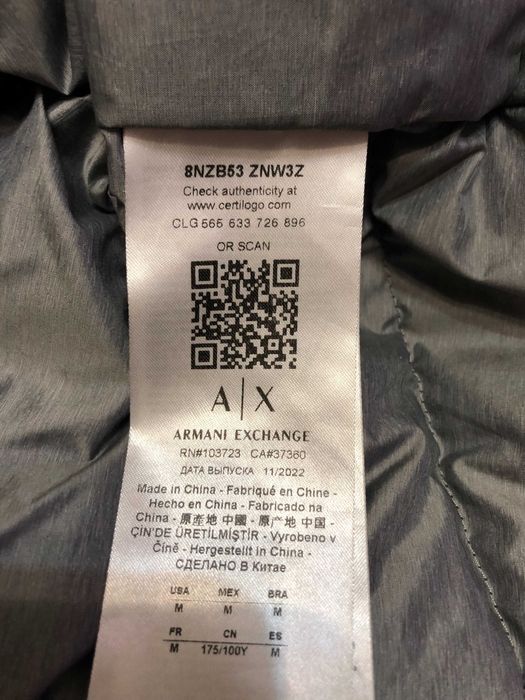 8NZB53 ZNW3Z
Check authenticity at
www.certilogo.com
CLG 565 633 726 896
OR SCAN
A|X
ARMANI EXCHANGE
RN#103723 CA#37360
ДАТА ВЫПУСКА 11/2022
Made in China - Fabriqué en Chine -
Hecho en China - Fabricado na
China - 原產地 中國 - 原产地 中国 -
ÇİN'DE ÜRETİLMİŞTİR - Vyrobeno v
Číně - Hergestellt in China -
СДЕЛАНО В Китае
USA MEX BRA
M M M
FR CN ES
M 175/100Y M